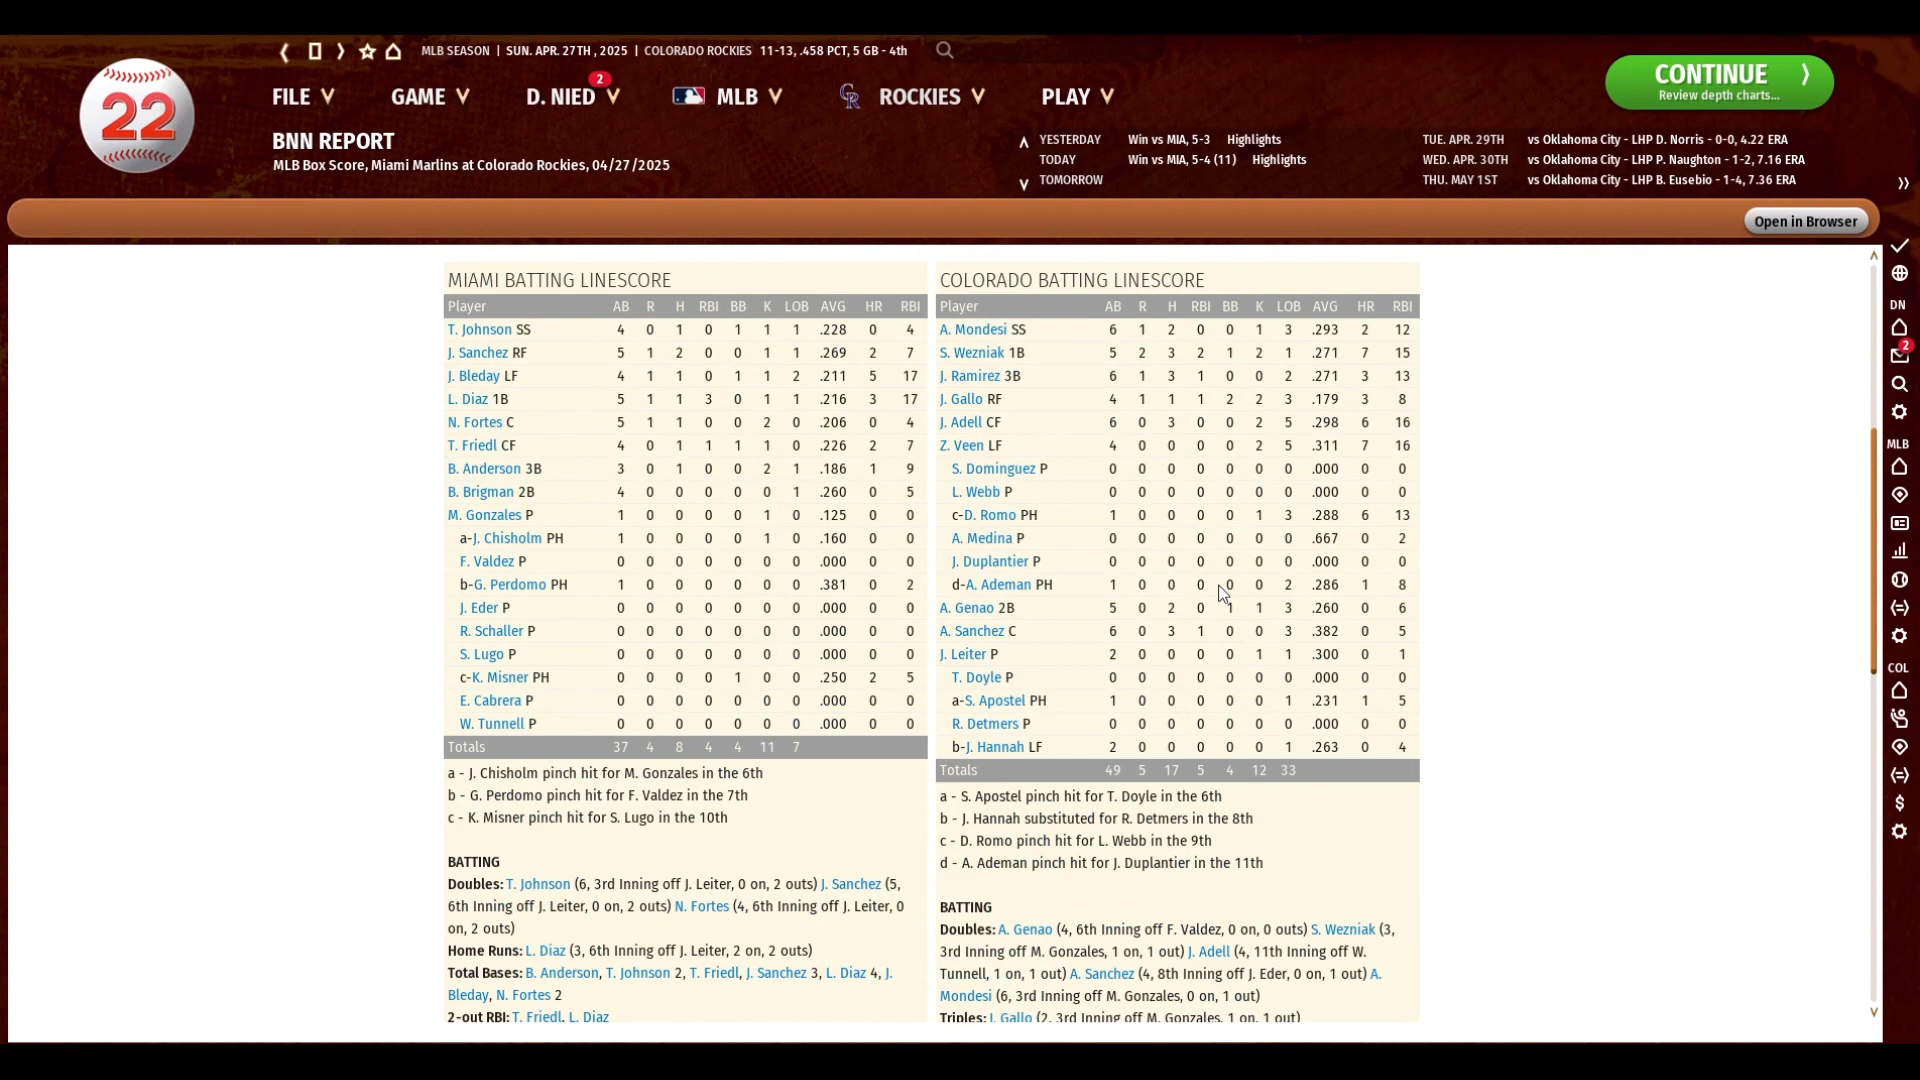 MLB SEASON | SUN. APR. 27TH , 2025 | COLORADO ROCKIES 11-13, .458 PCT, 5 GB - 4th
22
FILE GAME D. NIED 2 MLB CR ROCKIES PLAY
CONTINUE
Review depth charts...
BNN REPORT
MLB Box Score, Miami Marlins at Colorado Rockies, 04/27/2025
YESTERDAY Win vs MIA, 5-3 Highlights
TODAY Win vs MIA, 5-4 (11) Highlights
TOMORROW
TUE. APR. 29TH vs Oklahoma City - LHP D. Norris - 0-0, 4.22 ERA
WED. APR. 30TH vs Oklahoma City - LHP P. Naughton - 1-2, 7.16 ERA
THU. MAY 1ST vs Oklahoma City - LHP B. Eusebio - 1-4, 7.36 ERA
Open in Browser
MIAMI BATTING LINESCORE
Player AB R H RBI BB K LOB AVG HR RBI
T. Johnson SS 4 0 1 0 1 1 1 .228 0 4
J. Sanchez RF 5 1 2 0 0 1 1 .269 2 7
J. Bleday LF 4 1 1 0 1 1 2 .211 5 17
L. Diaz 1B 5 1 1 3 0 1 1 .216 3 17
N. Fortes C 5 1 1 0 0 2 0 .206 0 4
T. Friedl CF 4 0 1 1 1 1 0 .226 2 7
B. Anderson 3B 3 0 1 0 0 2 1 .186 1 9
B. Brigman 2B 4 0 0 0 0 0 1 .260 0 5
M. Gonzales P 1 0 0 0 0 1 0 .125 0 0
a-J. Chisholm PH 1 0 0 0 0 1 0 .160 0 0
F. Valdez P 0 0 0 0 0 0 0 .000 0 0
b-G. Perdomo PH 1 0 0 0 0 0 0 .381 0 2
J. Eder P 0 0 0 0 0 0 0 .000 0 0
R. Schaller P 0 0 0 0 0 0 0 .000 0 0
S. Lugo P 0 0 0 0 0 0 0 .000 0 0
c-K. Misner PH 0 0 0 0 1 0 0 .250 2 5
E. Cabrera P 0 0 0 0 0 0 0 .000 0 0
W. Tunnell P 0 0 0 0 0 0 0 .000 0 0
Totals 37 4 8 4 4 11 7
a - J. Chisholm pinch hit for M. Gonzales in the 6th
b - G. Perdomo pinch hit for F. Valdez in the 7th
c - K. Misner pinch hit for S. Lugo in the 10th
BATTING
Doubles: T. Johnson (6, 3rd Inning off J. Leiter, 0 on, 2 outs) J. Sanchez (5,
6th Inning off J. Leiter, 0 on, 2 outs) N. Fortes (4, 6th Inning off J. Leiter, 0
on, 2 outs)
Home Runs: L. Diaz (3, 6th Inning off J. Leiter, 2 on, 2 outs)
Total Bases: B. Anderson, T. Johnson 2, T. Friedl, J. Sanchez 3, L. Diaz 4, J.
Bleday, N. Fortes 2
2-out RBI: T. Friedl, L. Diaz
COLORADO BATTING LINESCORE
Player AB R H RBI BB K LOB AVG HR RBI
A. Mondesi SS 6 1 2 0 0 1 3 .293 2 12
S. Wezniak 1B 5 2 3 2 1 2 1 .271 7 15
J. Ramirez 3B 6 1 3 1 0 0 2 .271 3 13
J. Gallo RF 4 1 1 1 2 2 3 .179 3 8
J. Adell CF 6 0 3 0 0 2 5 .298 6 16
Z. Veen LF 4 0 0 0 0 2 5 .311 7 16
S. Dominguez P 0 0 0 0 0 0 0 .000 0 0
L. Webb P 0 0 0 0 0 0 0 .000 0 0
c-D. Romo PH 1 0 0 0 0 1 3 .288 6 13
A. Medina P 0 0 0 0 0 0 0 .667 0 2
J. Duplantier P 0 0 0 0 0 0 0 .000 0 0
d-A. Ademan PH 1 0 0 0 0 0 2 .286 1 8
A. Genao 2B 5 0 2 0 1 1 3 .260 0 6
A. Sanchez C 6 0 3 1 0 0 3 .382 0 5
J. Leiter P 2 0 0 0 0 1 1 .300 0 1
T. Doyle P 0 0 0 0 0 0 0 .000 0 0
a-S. Apostel PH 1 0 0 0 0 0 1 .231 1 5
R. Detmers P 0 0 0 0 0 0 0 .000 0 0
b-J. Hannah LF 2 0 0 0 0 0 1 .263 0 4
Totals 49 5 17 5 4 12 33
a - S. Apostel pinch hit for T. Doyle in the 6th
b - J. Hannah substituted for R. Detmers in the 8th
c - D. Romo pinch hit for L. Webb in the 9th
d - A. Ademan pinch hit for J. Duplantier in the 11th
BATTING
Doubles: A. Genao (4, 6th Inning off F. Valdez, 0 on, 0 outs) S. Wezniak (3,
3rd Inning off M. Gonzales, 1 on, 1 out) J. Adell (4, 11th Inning off W.
Tunnell, 1 on, 1 out) A. Sanchez (4, 8th Inning off J. Eder, 0 on, 1 out) A.
Mondesi (6, 3rd Inning off M. Gonzales, 0 on, 1 out)
Triples: J. Gallo (2, 3rd Inning off M. Gonzales, 1 on, 1 out)
DN
2
MLB
COL
$